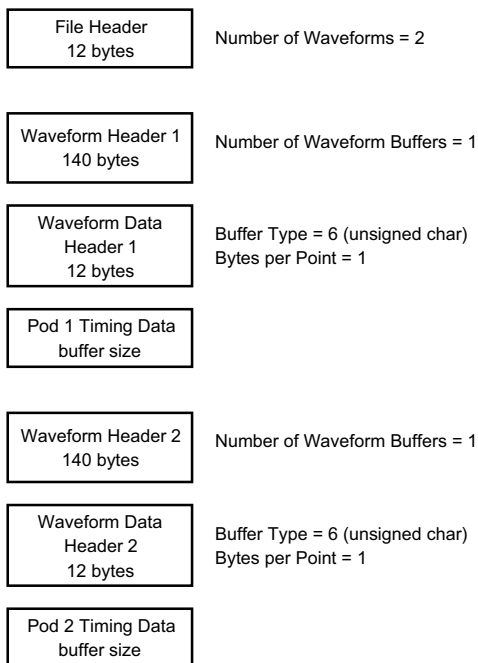 File Header
12 bytes
Number of Waveforms = 2
Waveform Header 1
140 bytes
Number of Waveform Buffers = 1
Waveform Data
Header 1
12 bytes
Buffer Type = 6 (unsigned char)
Bytes per Point = 1
Pod 1 Timing Data
buffer size
Waveform Header 2
140 bytes
Number of Waveform Buffers = 1
Waveform Data
Header 2
12 bytes
Buffer Type = 6 (unsigned char)
Bytes per Point = 1
Pod 2 Timing Data
buffer size